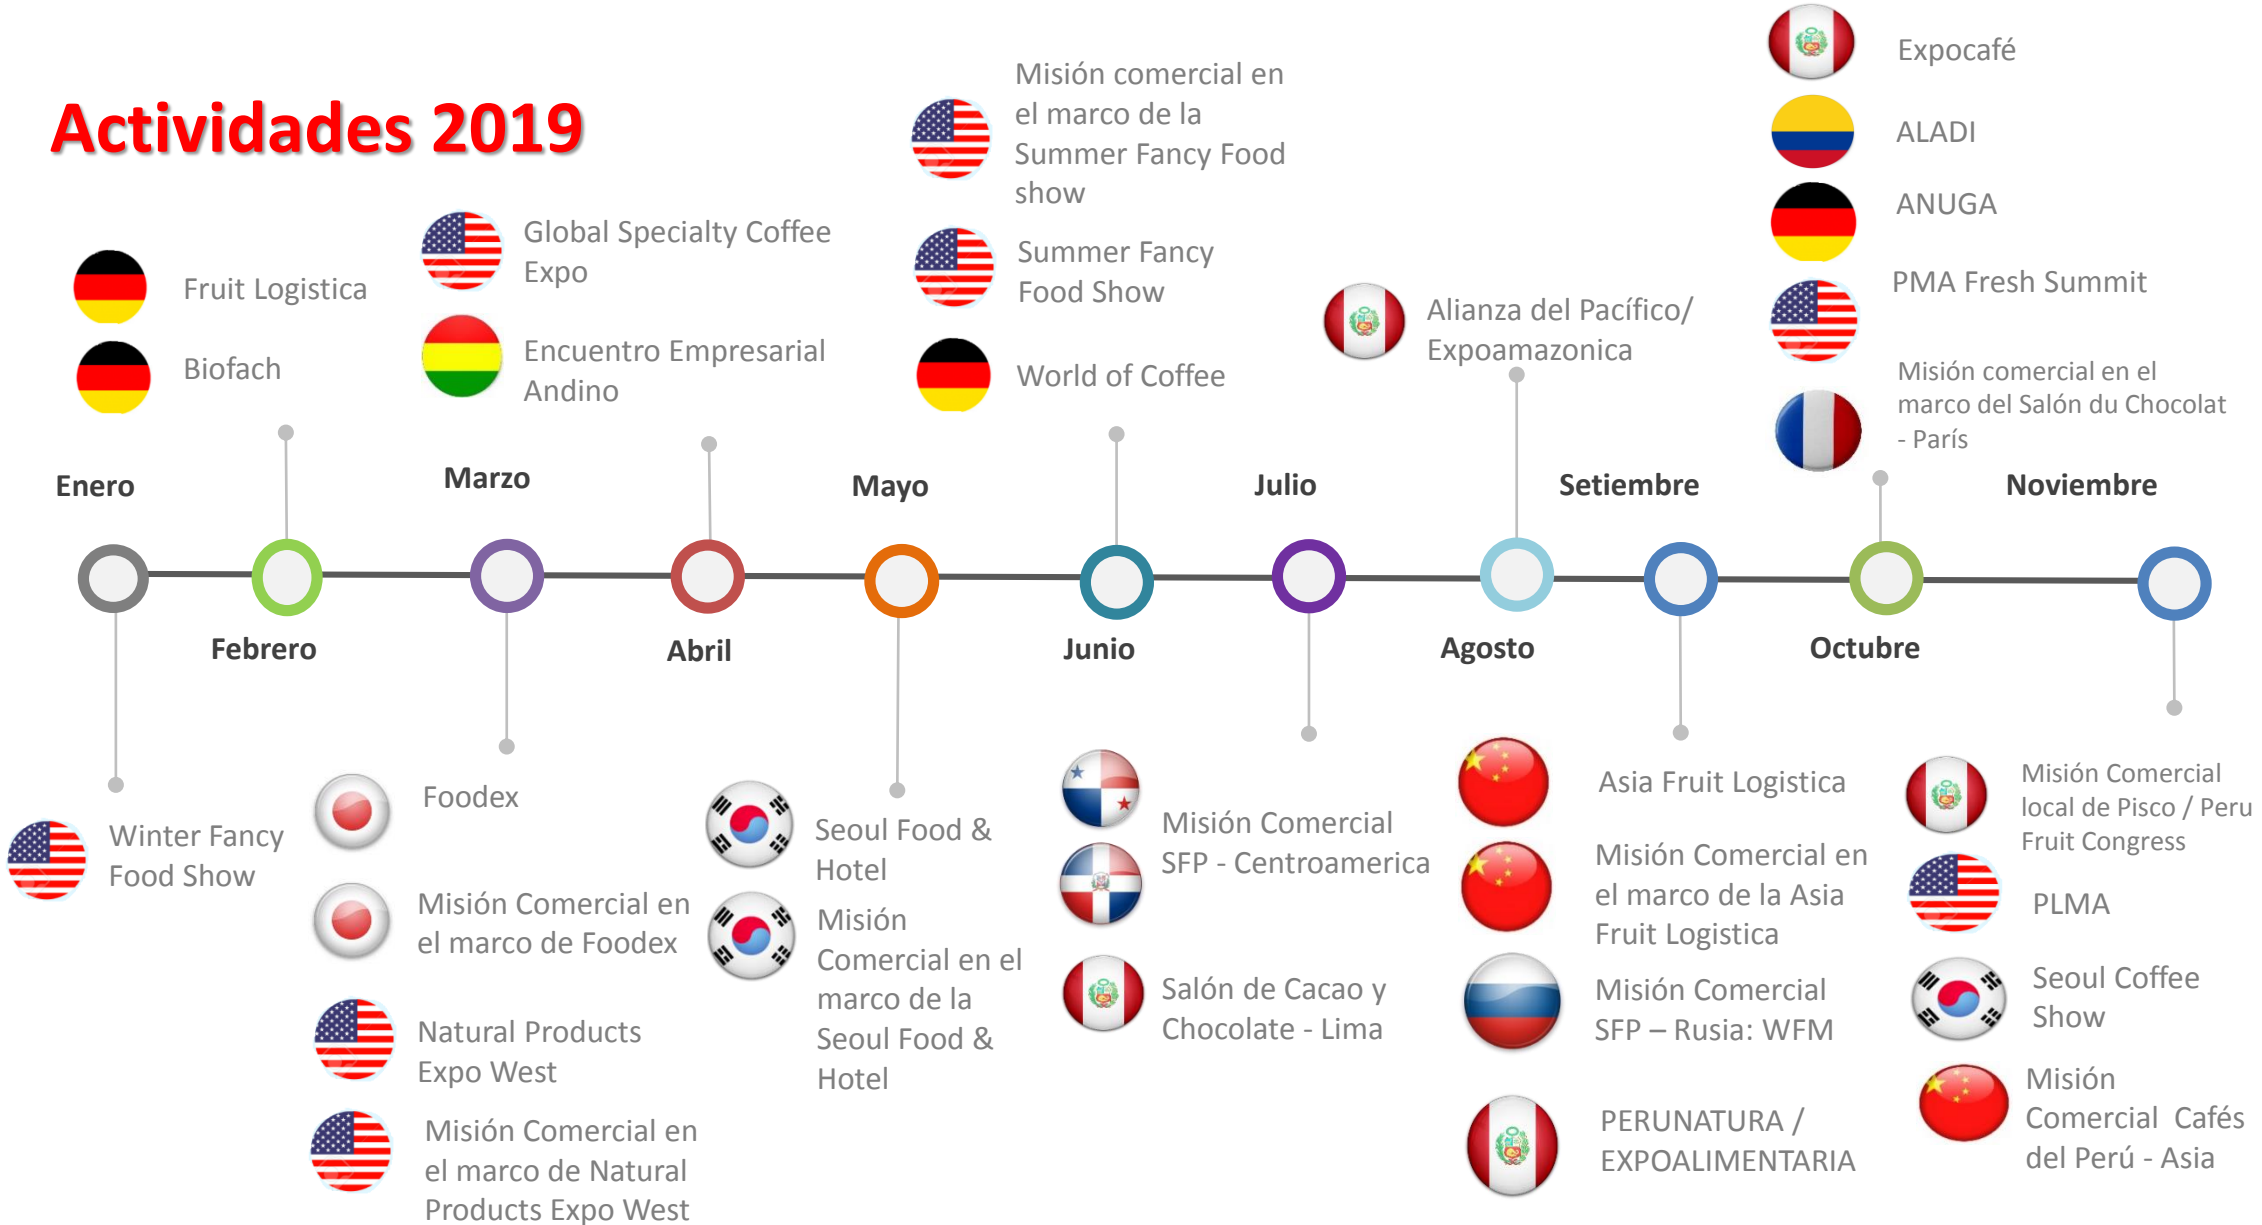 Actividades 2019
Fruit Logistica
Biofach
Global Specialty Coffee
Expo
Encuentro Empresarial
Andino
Misión comercial en
el marco de la
Summer Fancy Food
show
Summer Fancy
Food Show
World of Coffee
Alianza del Pacífico/
Expoamazonica
Expocafé
ALADI
ANUGA
PMA Fresh Summit
Misión comercial en el
marco del Salón du Chocolat
- París
Enero
Febrero
Marzo
Abril
Mayo
Junio
Julio
Agosto
Setiembre
Octubre
Noviembre
Winter Fancy
Food Show
Foodex
Misión Comercial en
el marco de Foodex
Natural Products
Expo West
Misión Comercial en
el marco de Natural
Products Expo West
Seoul Food &
Hotel
Misión
Comercial en el
marco de la
Seoul Food &
Hotel
Misión Comercial
SFP - Centroamerica
Salón de Cacao y
Chocolate - Lima
Asia Fruit Logistica
Misión Comercial en
el marco de la Asia
Fruit Logistica
Misión Comercial
SFP – Rusia: WFM
PERUNATURA /
EXPOALIMENTARIA
Misión Comercial
local de Pisco / Peru
Fruit Congress
PLMA
Seoul Coffee
Show
Misión
Comercial  Cafés
del Perú - Asia